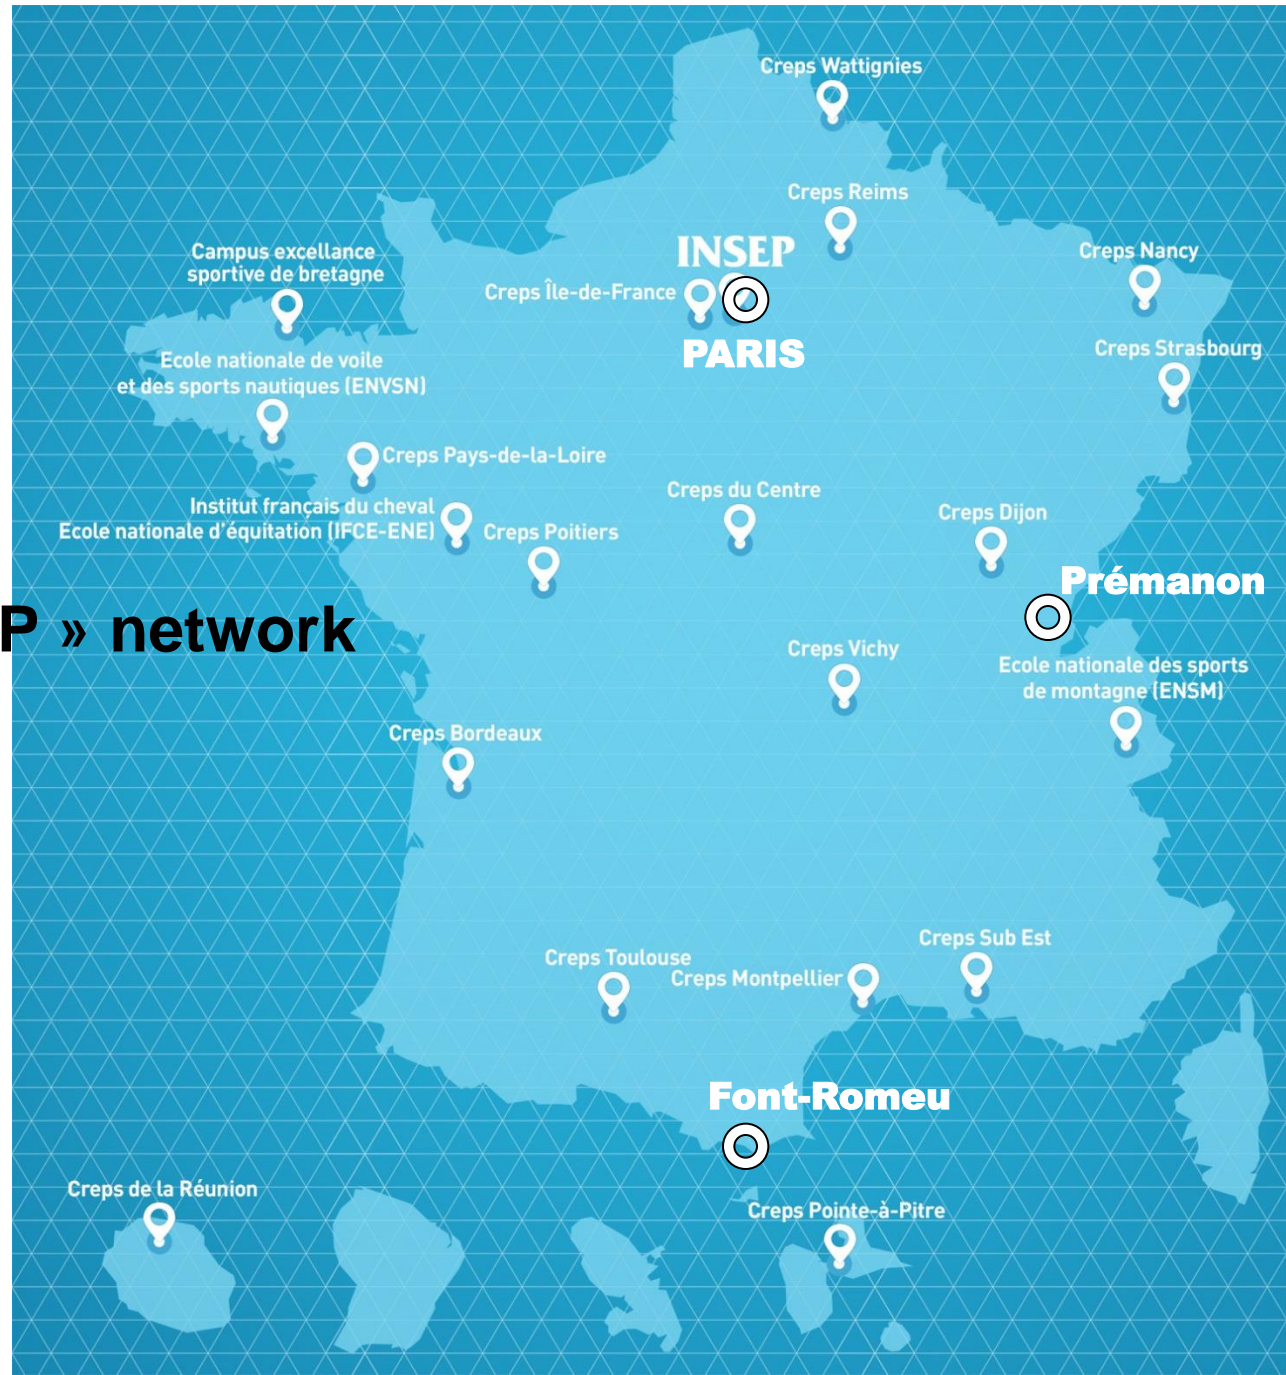 Creps Wattignies
Creps Reims
INSEP
Campus excellance
sportive de bretagne
Creps Nancy
Creps Île-de-France
PARIS
Creps Strasbourg
Ecole nationale de voile
et des sports nautiques (ENVSN)
Creps Pays-de-la-Loire
Creps du Centre
Institut français du cheval
Ecole nationale d'équitation (IFCE-ENE)
Creps Poitiers
Creps Dijon
Prémanon
P » network
Creps Vichy
Ecole nationale des sports
de montagne (ENSM)
Creps Bordeaux
Creps Sub Est
Creps Toulouse
Creps Montpellier
Font-Romeu
Creps de la Réunion
Creps Pointe-à-Pitre